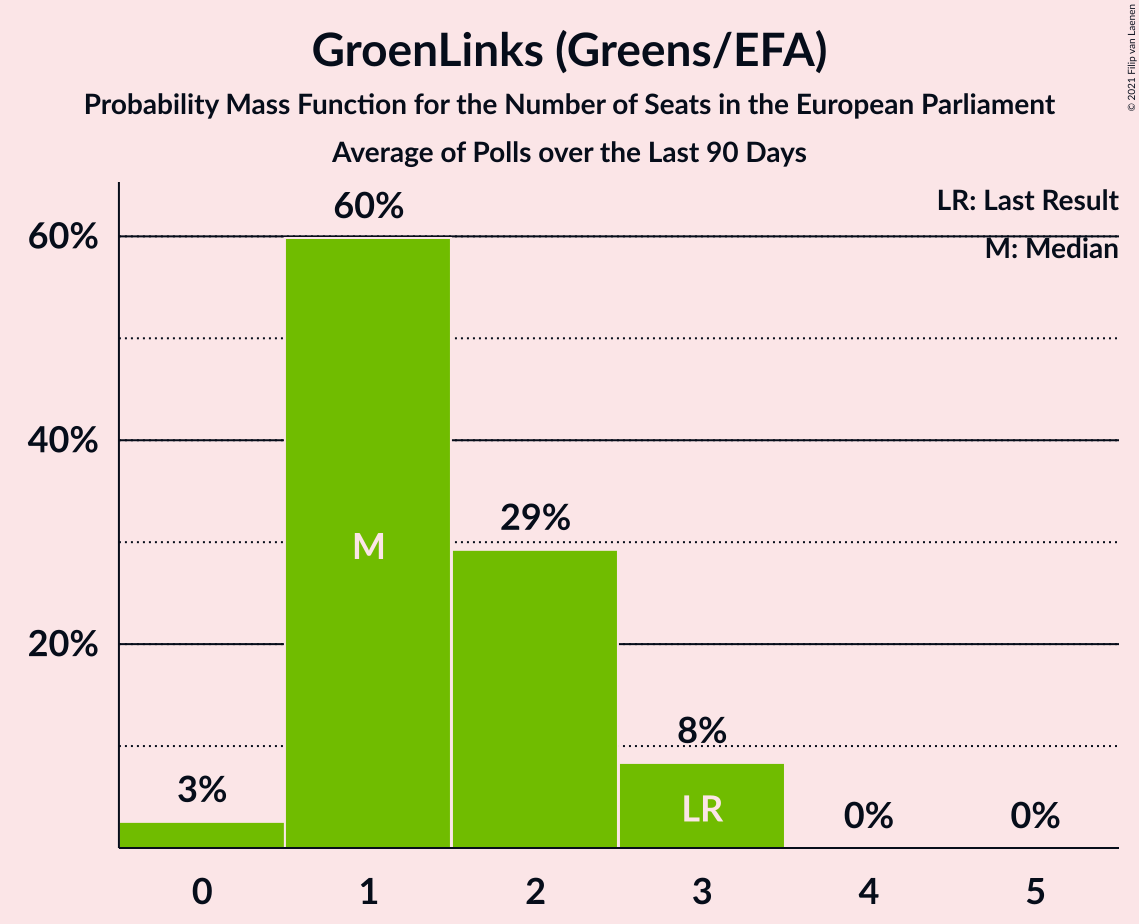 GroenLinks (Greens/EFA)
Probability Mass Function for the Number of Seats in the European Parliament
Average of Polls over the Last 90 Days
© 2021 Filip van Laenen
LR: Last Result
M: Median
60%
40%
20%
3%
60%
29%
8%
0%
0%
M
LR
0 1 2 3 4 5